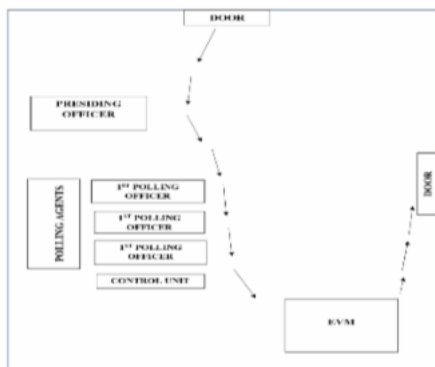 DOOR
PRESIDING
OFFICER
POLLING AGENTS
1ST POLLING
OFFICER
1ST POLLING
OFFICER
1ST POLLING
OFFICER
CONTROL UNIT
DOOR
EVM